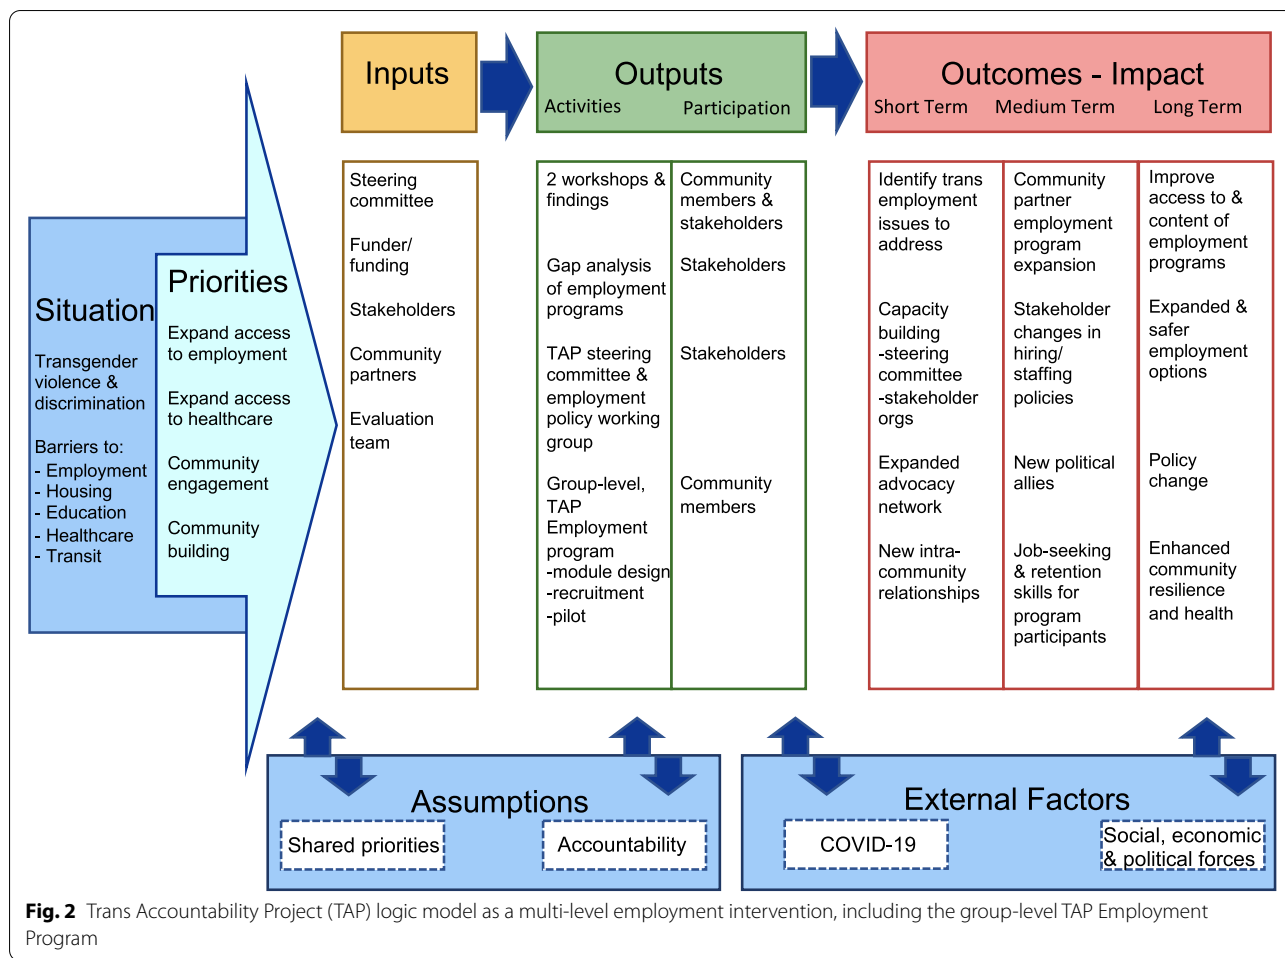 Inputs
Outputs
Activities
Participation
Outcomes - Impact
Short Term
Medium Term
Long Term
Situation
Transgender
violence &
discrimination
Barriers to:
- Employment
- Housing
- Education
- Healthcare
- Transit
Priorities
Expand access
to employment
Expand access
to healthcare
Community
engagement
Community
building
Steering
committee
Funder/
funding
Stakeholders
Community
partners
Evaluation
team
2 workshops &
findings
Gap analysis
of employment
programs
TAP steering
committee &
employment
policy working
group
Group-level,
TAP
Employment
program
-module design
-recruitment
-pilot
Community
members &
stakeholders
Stakeholders
Stakeholders
Community
members
Identify trans
employment
issues to
address
Capacity
building
-steering
committee
-stakeholder
orgs
Expanded
advocacy
network
New intra-
community
relationships
Community
partner
employment
program
expansion
Stakeholder
changes in
hiring/
staffing
policies
New political
allies
Job-seeking
& retention
skills for
program
participants
Improve
access to &
content of
employment
programs
Expanded &
safer
employment
options
Policy
change
Enhanced
community
resilience
and health
Assumptions
Shared priorities
Accountability
External Factors
COVID-19
Social, economic
& political forces
Fig. 2 Trans Accountability Project (TAP) logic model as a multi-level employment intervention, including the group-level TAP Employment
Program